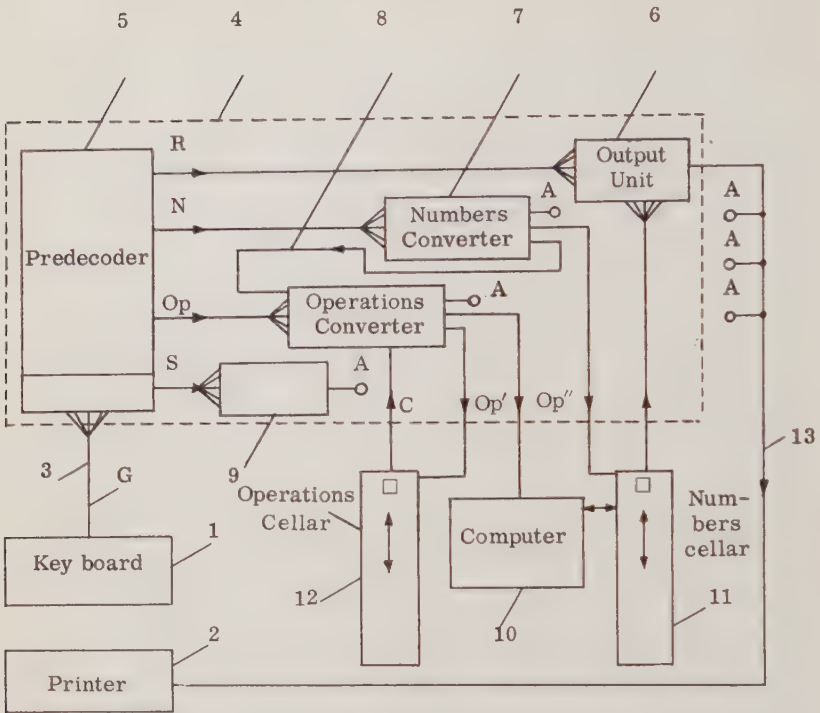 5 4 8 7 6
R
Output
Unit
A
N
Numbers
Converter
A
A
Predecoder
A
Op
Operations
Converter
A
S
A
C
Op′
Op″
9
13
3
G
Operations
Cellar
Num-
bers
cellar
Computer
1
Key board
12
10
11
2
Printer